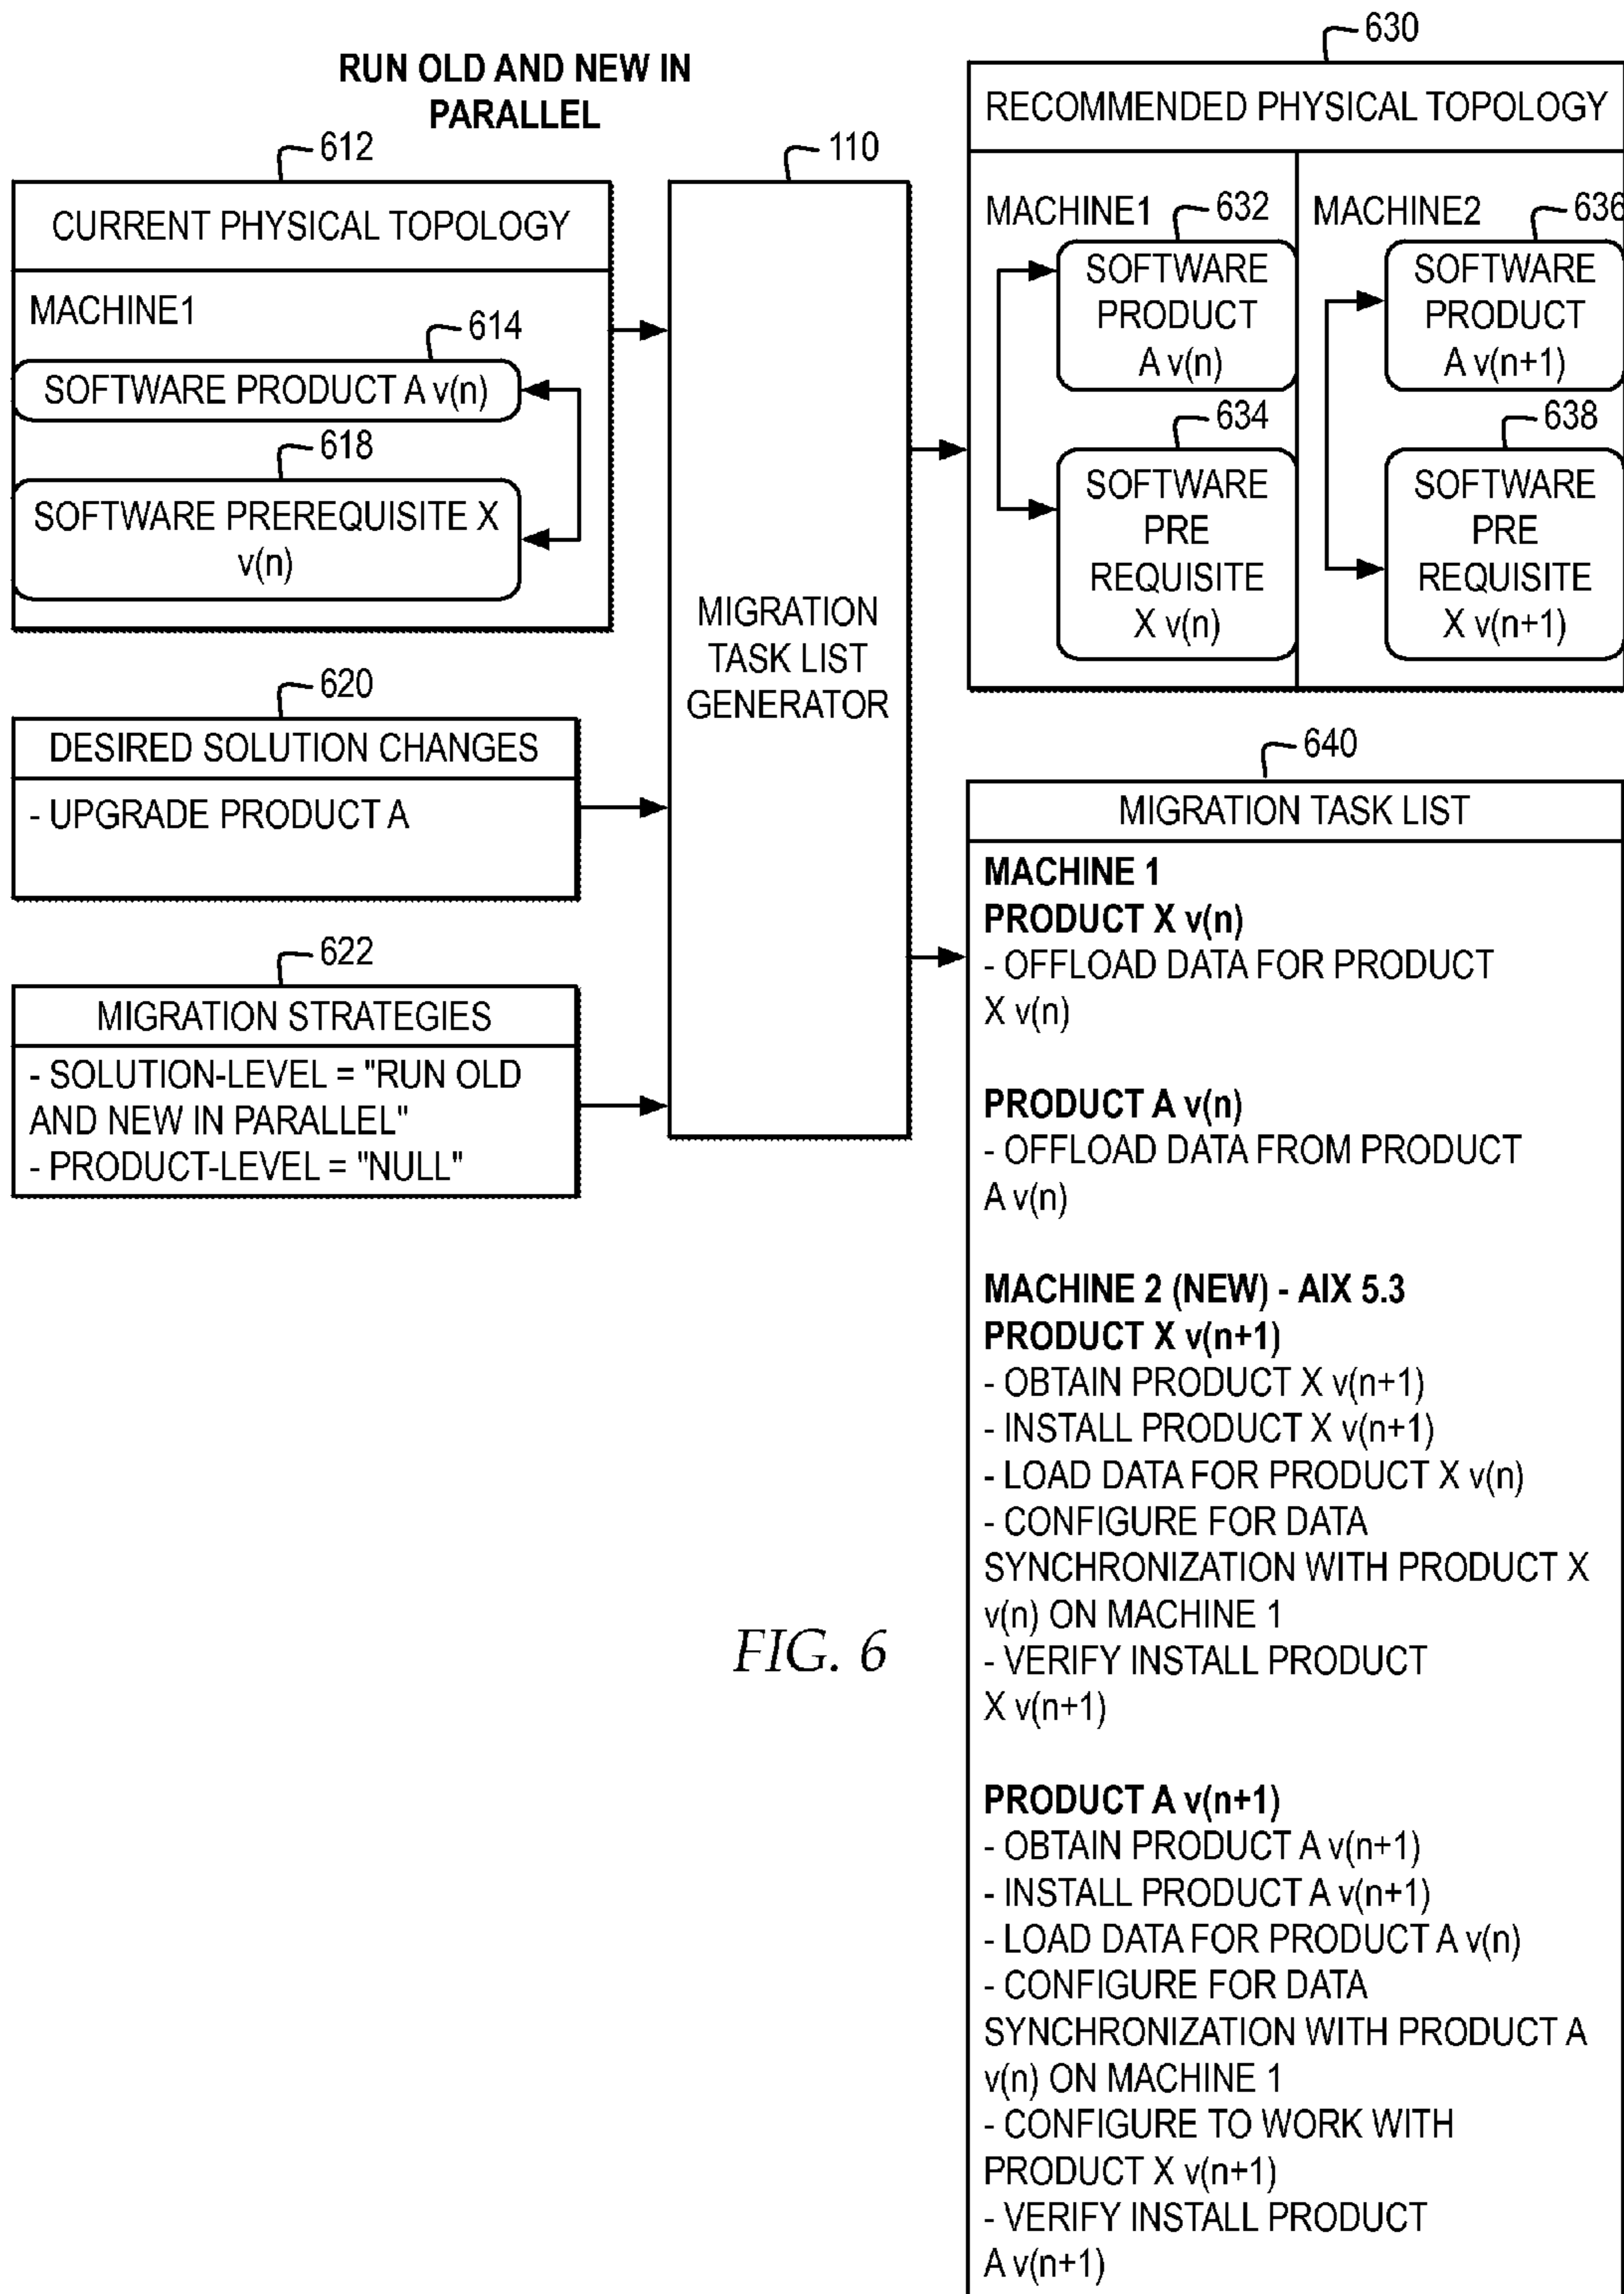 RUN OLD AND NEW IN
PARALLEL
612
CURRENT PHYSICAL TOPOLOGY
MACHINE1
614
SOFTWARE PRODUCT A v(n)
618
SOFTWARE PREREQUISITE X
v(n)
620
DESIRED SOLUTION CHANGES
- UPGRADE PRODUCT A
622
MIGRATION STRATEGIES
- SOLUTION-LEVEL = "RUN OLD
AND NEW IN PARALLEL"
- PRODUCT-LEVEL = "NULL"
110
MIGRATION
TASK LIST
GENERATOR
630
RECOMMENDED PHYSICAL TOPOLOGY
MACHINE1
632
SOFTWARE
PRODUCT
A v(n)
634
SOFTWARE
PRE
REQUISITE
X v(n)
MACHINE2
636
SOFTWARE
PRODUCT
A v(n+1)
638
SOFTWARE
PRE
REQUISITE
X v(n+1)
640
MIGRATION TASK LIST
MACHINE 1
PRODUCT X v(n)
- OFFLOAD DATA FOR PRODUCT
X v(n)
PRODUCT A v(n)
- OFFLOAD DATA FROM PRODUCT
A v(n)
MACHINE 2 (NEW) - AIX 5.3
PRODUCT X v(n+1)
- OBTAIN PRODUCT X v(n+1)
- INSTALL PRODUCT X v(n+1)
- LOAD DATA FOR PRODUCT X v(n)
- CONFIGURE FOR DATA
SYNCHRONIZATION WITH PRODUCT X
v(n) ON MACHINE 1
- VERIFY INSTALL PRODUCT
X v(n+1)
PRODUCT A v(n+1)
- OBTAIN PRODUCT A v(n+1)
- INSTALL PRODUCT A v(n+1)
- LOAD DATA FOR PRODUCT A v(n)
- CONFIGURE FOR DATA
SYNCHRONIZATION WITH PRODUCT A
v(n) ON MACHINE 1
- CONFIGURE TO WORK WITH
PRODUCT X v(n+1)
- VERIFY INSTALL PRODUCT
A v(n+1)
FIG. 6